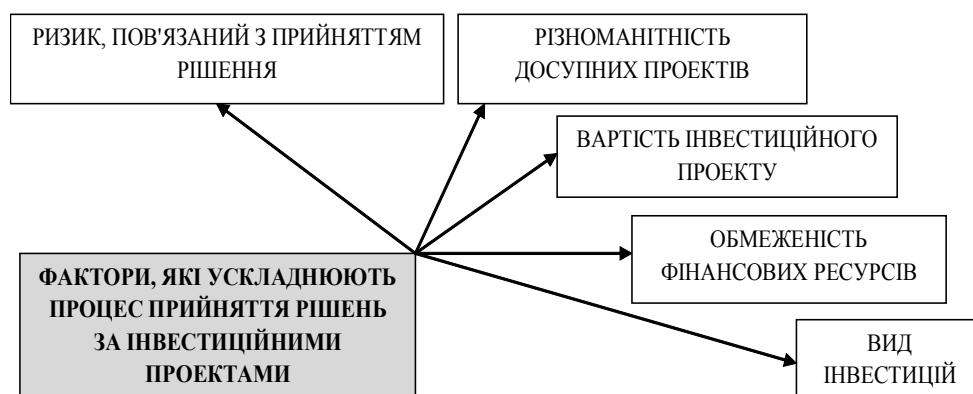 РИЗИК, ПОВ'ЯЗАНИЙ З ПРИЙНЯТТЯМ
РІШЕННЯ
РІЗНОМАНІТНІСТЬ
ДОСУПНИХ ПРОЕКТІВ
ВАРТІСТЬ ІНВЕСТИЦІЙНОГО
ПРОЕКТУ
ОБМЕЖЕНІСТЬ
ФІНАНСОВИХ РЕСУРСІВ
ФАКТОРИ, ЯКІ УСКЛАДНЮЮТЬ
ПРОЦЕС ПРИЙНЯТТЯ РІШЕНЬ
ЗА ІНВЕСТИЦІЙНИМИ
ПРОЕКТАМИ
ВИД
ІНВЕСТИЦІЙ